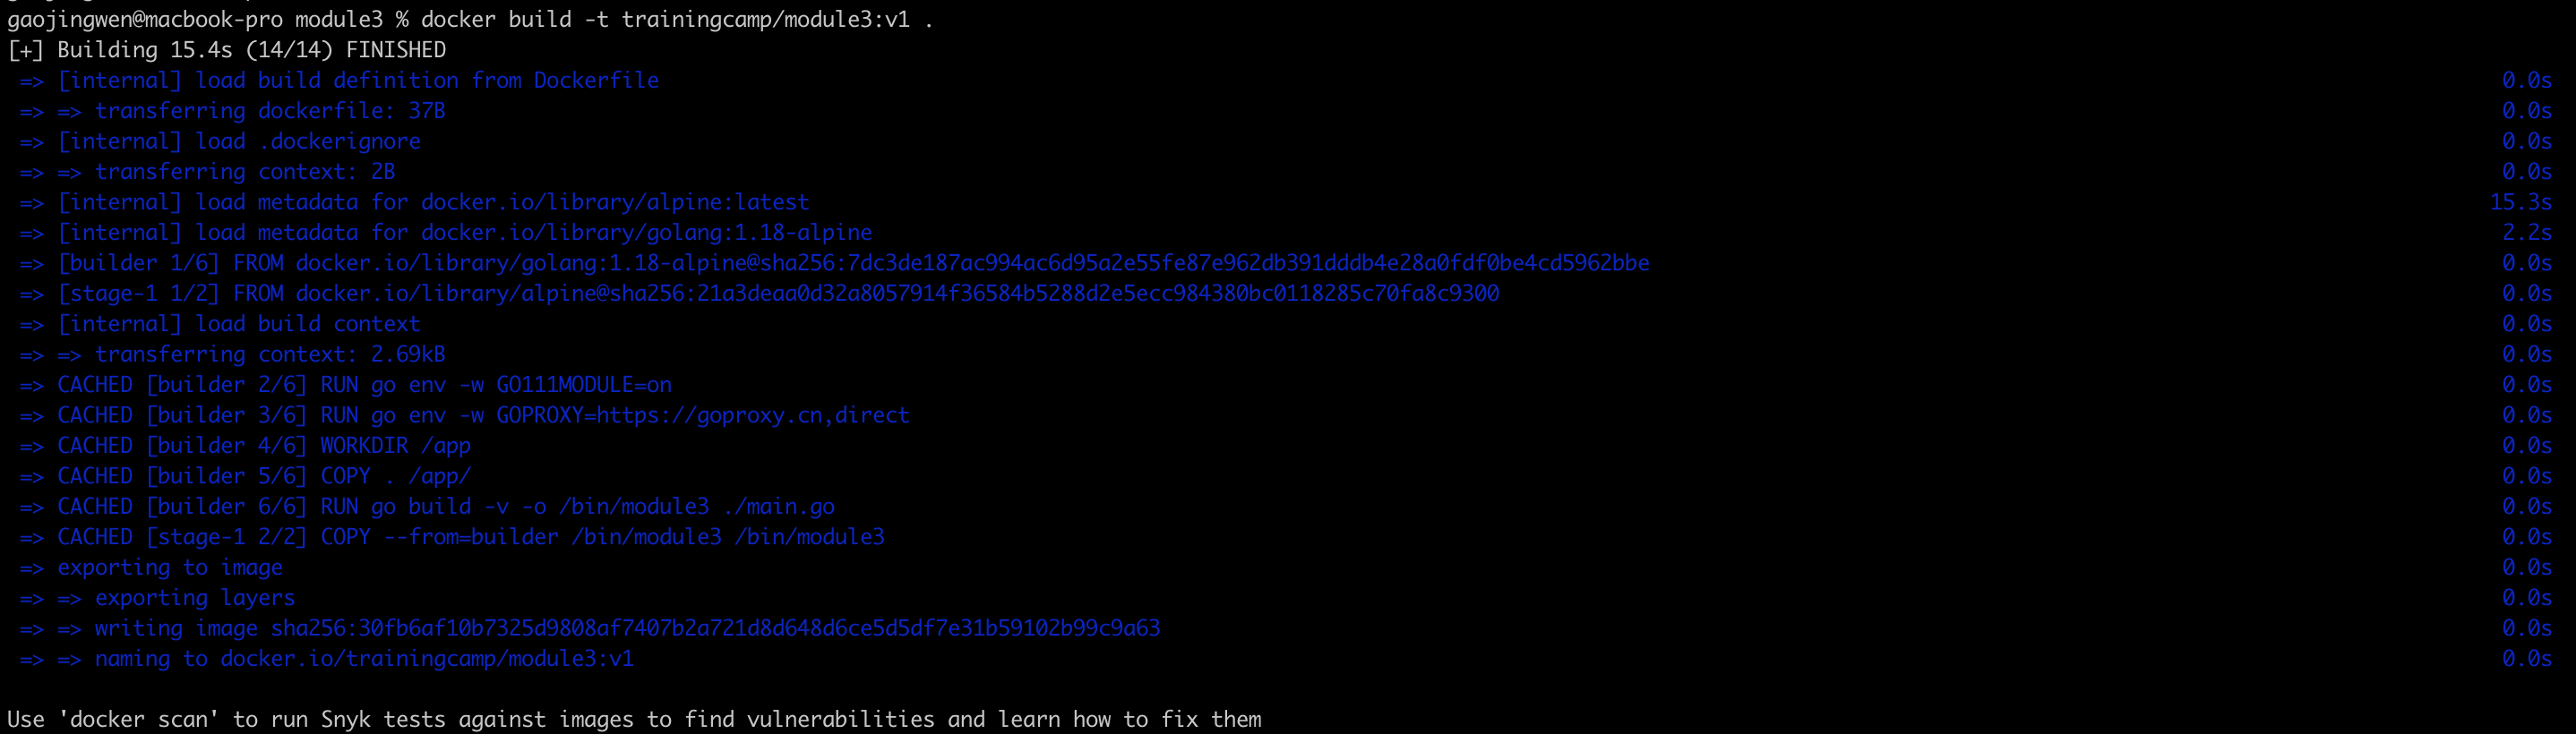 gaojingwen@macbook-pro module3 % docker build -t trainingcamp/module3:v1 .
[+] Building 15.4s (14/14) FINISHED
=> [internal] load build definition from Dockerfile 0.0s
=> => transferring dockerfile: 37B 0.0s
=> [internal] load .dockerignore 0.0s
=> => transferring context: 2B 0.0s
=> [internal] load metadata for docker.io/library/alpine:latest 15.3s
=> [internal] load metadata for docker.io/library/golang:1.18-alpine 2.2s
=> [builder 1/6] FROM docker.io/library/golang:1.18-alpine@sha256:7dc3de187ac994ac6d95a2e55fe87e962db391dddb4e28a0fdf0be4cd5962bbe 0.0s
=> [stage-1 1/2] FROM docker.io/library/alpine@sha256:21a3deaa0d32a8057914f36584b5288d2e5ecc984380bc0118285c70fa8c9300 0.0s
=> [internal] load build context 0.0s
=> => transferring context: 2.69kB 0.0s
=> CACHED [builder 2/6] RUN go env -w GO111MODULE=on 0.0s
=> CACHED [builder 3/6] RUN go env -w GOPROXY=https://goproxy.cn,direct 0.0s
=> CACHED [builder 4/6] WORKDIR /app 0.0s
=> CACHED [builder 5/6] COPY . /app/ 0.0s
=> CACHED [builder 6/6] RUN go build -v -o /bin/module3 ./main.go 0.0s
=> CACHED [stage-1 2/2] COPY --from=builder /bin/module3 /bin/module3 0.0s
=> exporting to image 0.0s
=> => exporting layers 0.0s
=> => writing image sha256:30fb6af10b7325d9808af7407b2a721d8d648d6ce5d5df7e31b59102b99c9a63 0.0s
=> => naming to docker.io/trainingcamp/module3:v1 0.0s
Use 'docker scan' to run Snyk tests against images to find vulnerabilities and learn how to fix them